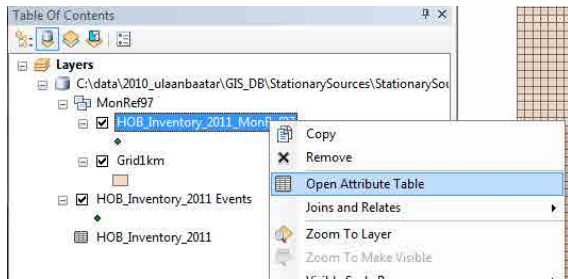 Table Of Contents
Layers
C:\data\2010_ulaanbaatar\GIS_DB\StationarySources\StationarySou
MonRef97
HOB_Inventory_2011_MonRef97
Copy
Grid1km
Remove
Open Attribute Table
HOB_Inventory_2011 Events
Joins and Relates
HOB_Inventory_2011
Zoom To Layer
Zoom To Make Visible